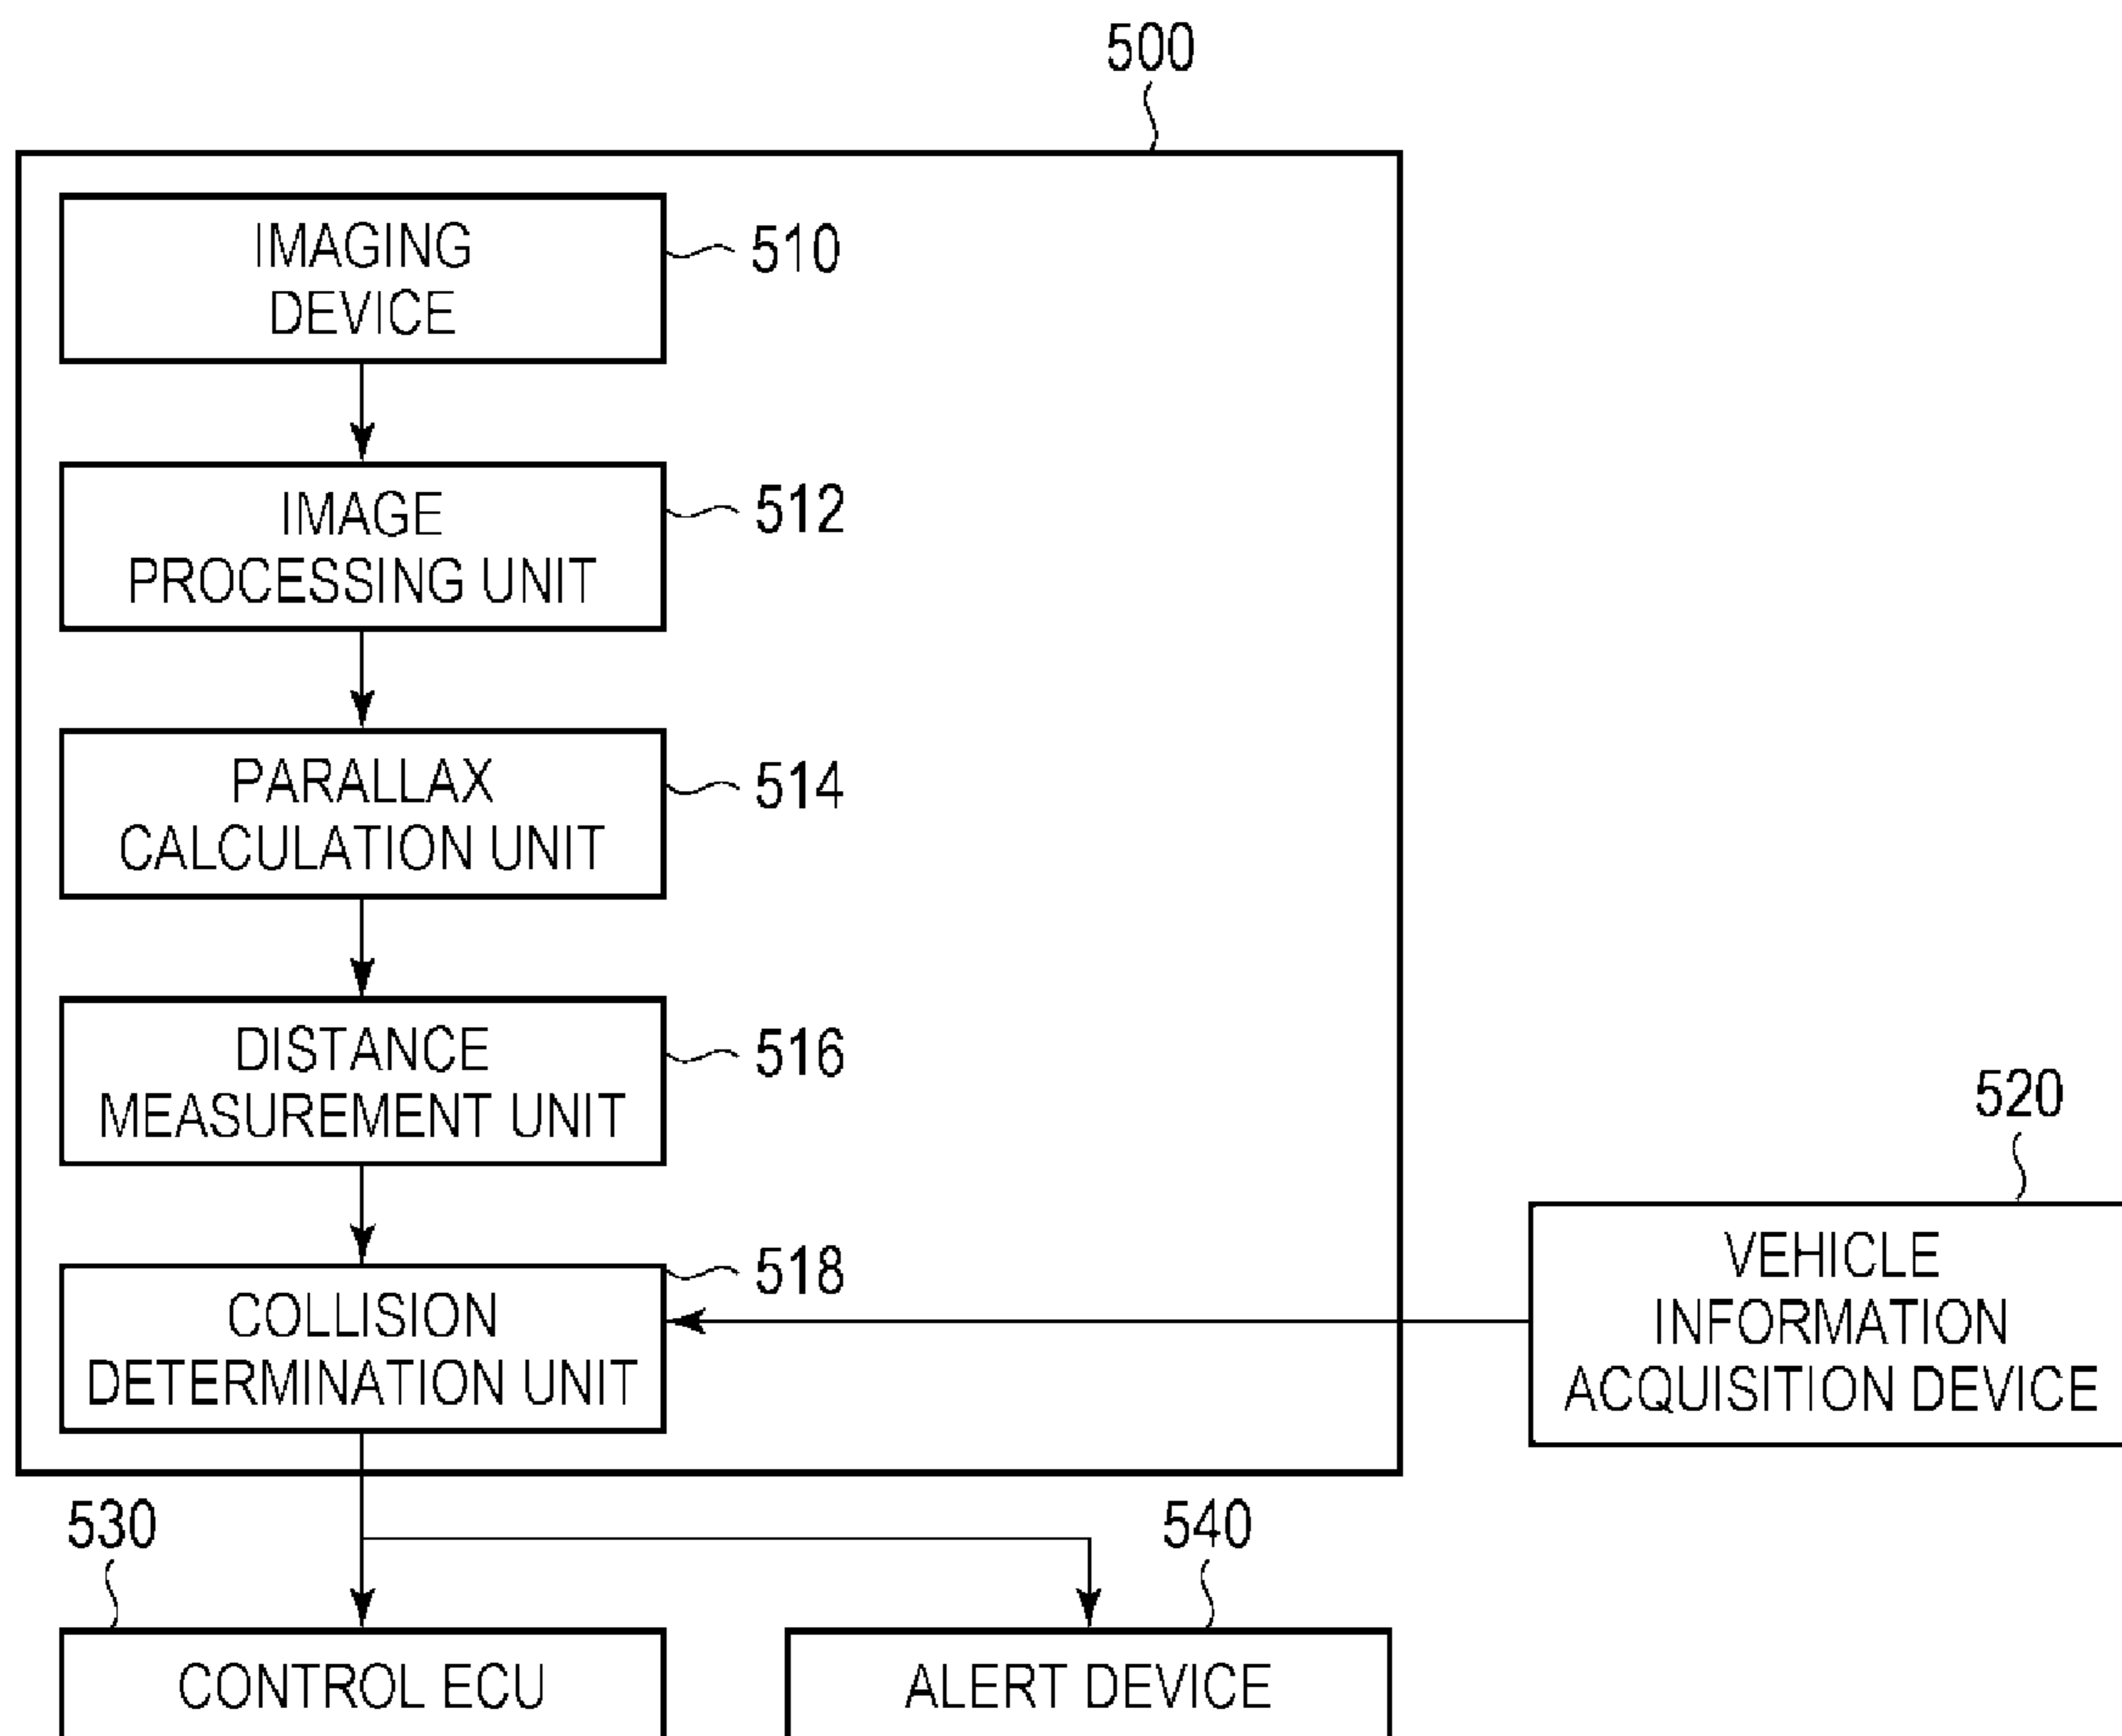 500
IMAGING
DEVICE
510
IMAGE
PROCESSING UNIT
512
PARALLAX
CALCULATION UNIT
514
DISTANCE
MEASUREMENT UNIT
516
COLLISION
DETERMINATION UNIT
518
520
VEHICLE
INFORMATION
ACQUISITION DEVICE
530
CONTROL ECU
540
ALERT DEVICE